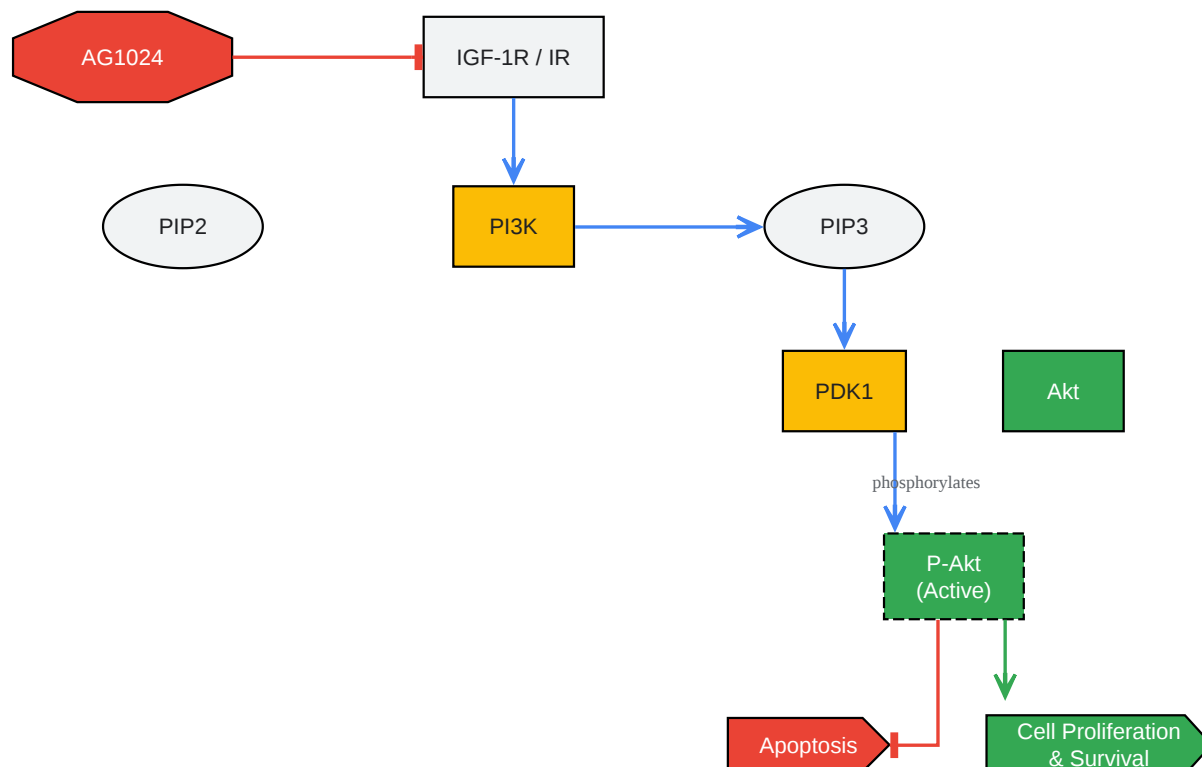 AG1024
IGF-1R / IR
PIP2
PI3K
PIP3
PDK1
Akt
phosphorylates
P-Akt
(Active)
Apoptosis
Cell Proliferation
& Survival